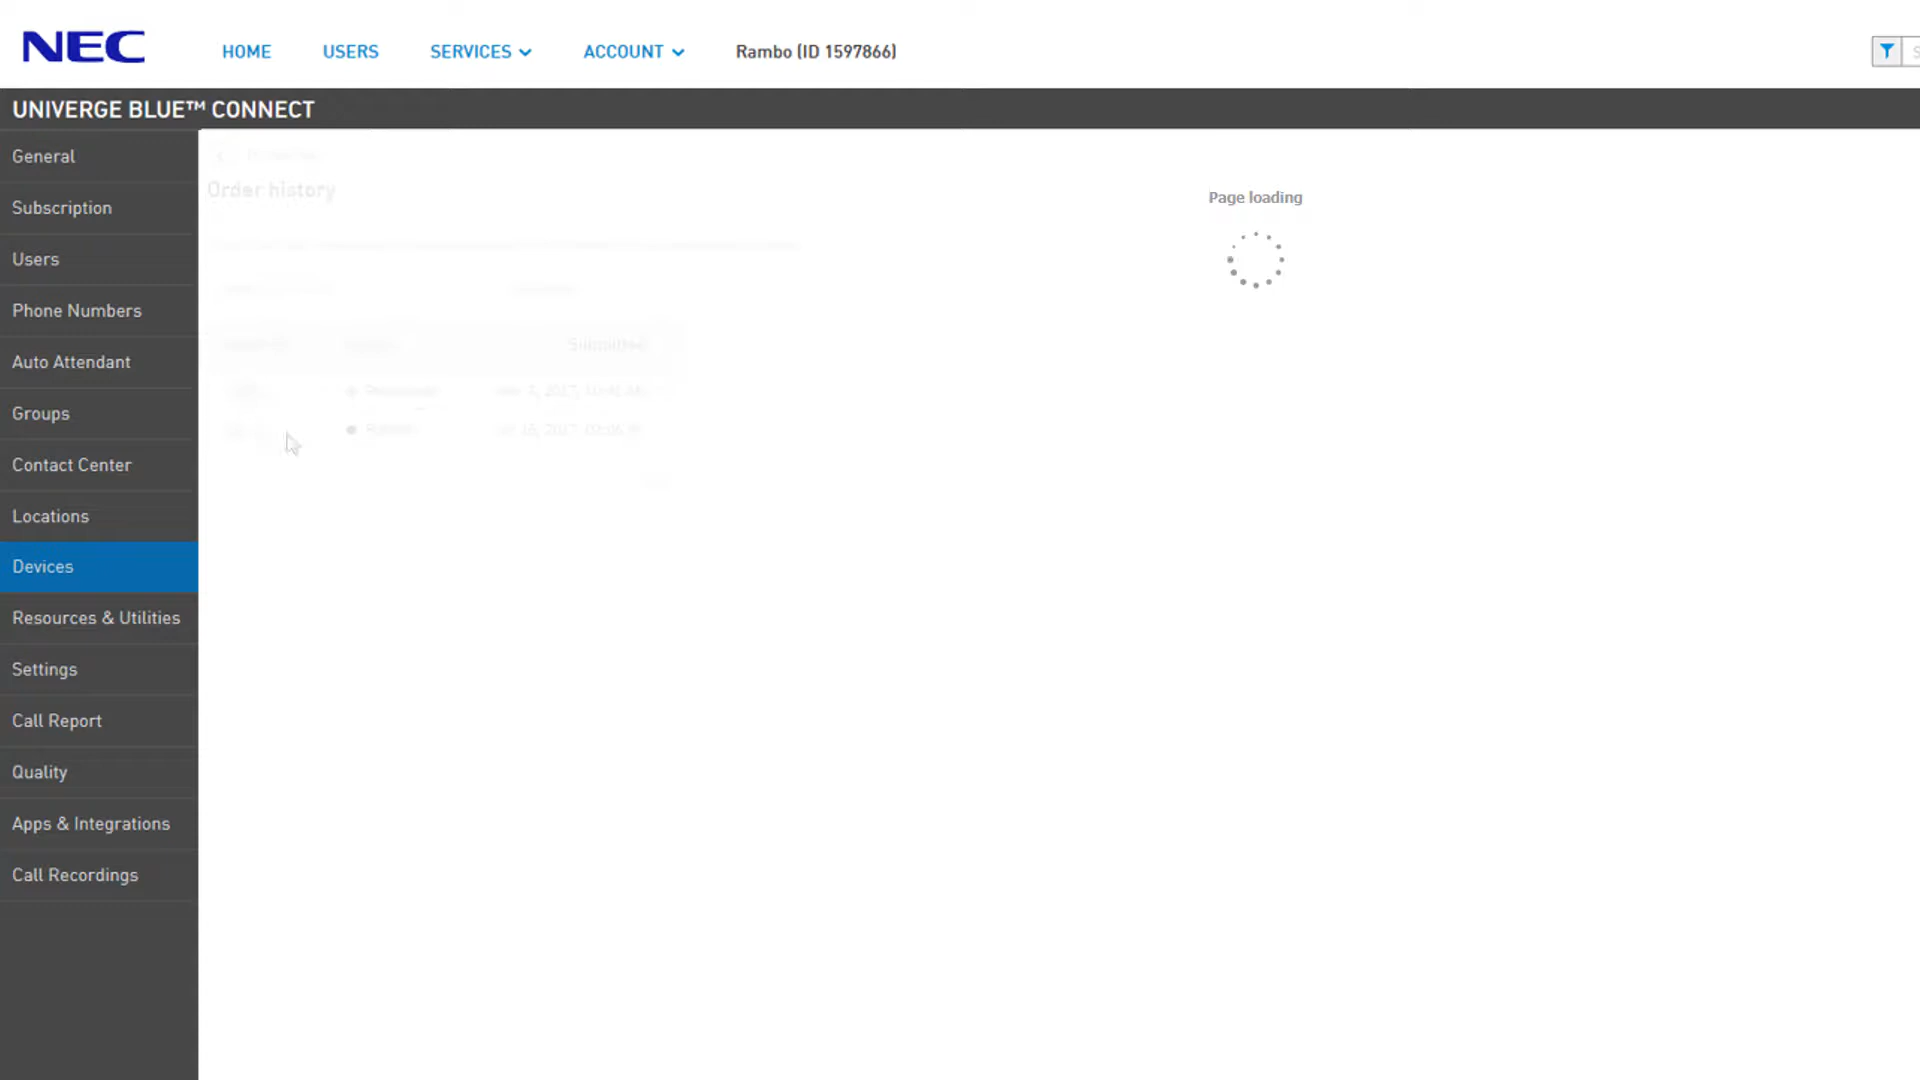 NEC
HOME USERS SERVICES ACCOUNT Rambo (ID 1597866)
S
UNIVERGE BLUE™ CONNECT
General
Subscription
Users
Phone Numbers
Auto Attendant
Groups
Contact Center
Locations
Devices
Resources & Utilities
Settings
Call Report
Quality
Apps & Integrations
Call Recordings
Order history
Page loading
Submitted